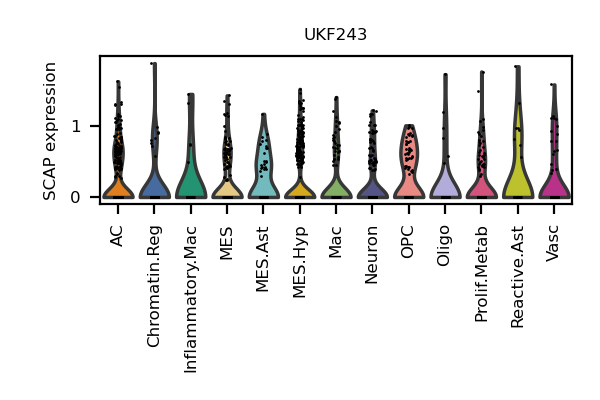 UKF243
SCAP expression
1
0
AC
Chromatin.Reg
Inflammatory.Mac
MES
MES.Ast
MES.Hyp
Mac
Neuron
OPC
Oligo
Prolif.Metab
Reactive.Ast
Vasc